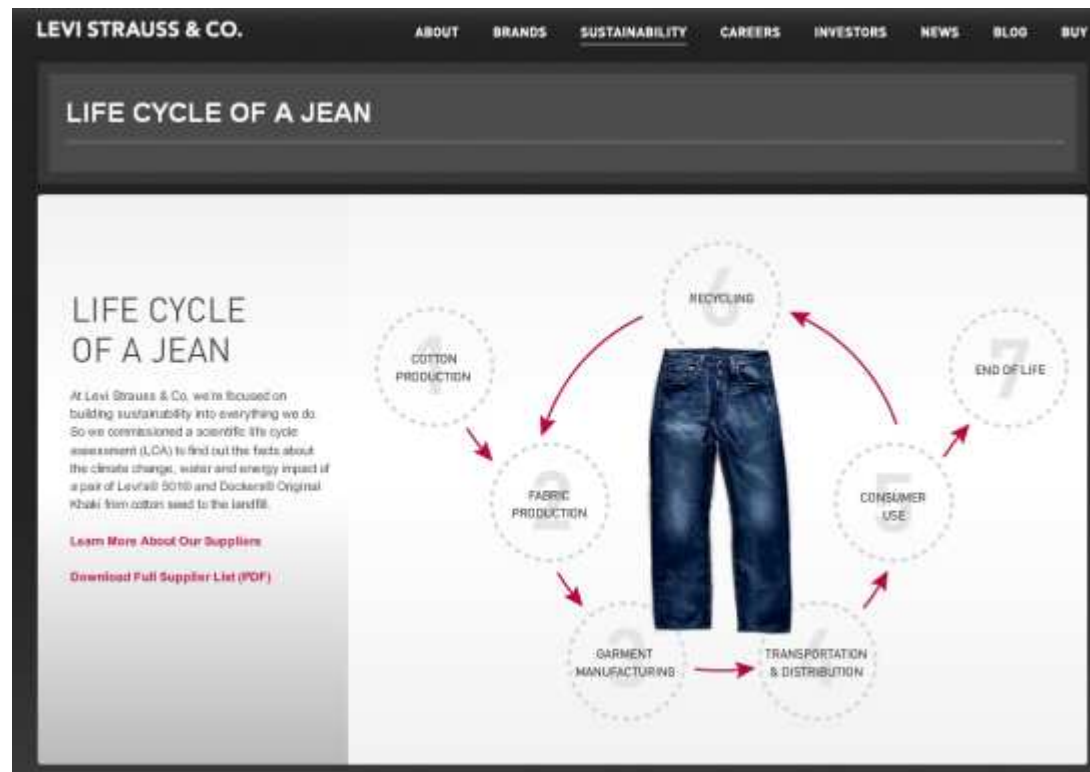 LEVI STRAUSS & CO.
ABOUT BRANDS SUSTAINABILITY CAREERS INVESTORS NEWS BLOG BUY
LIFE CYCLE OF A JEAN
LIFE CYCLE
OF A JEAN
At Levi Strauss & Co, we're focused on
building sustainability into everything we do.
So we commissioned a scientific life cycle
assessment (LCA) to find out the facts about
the climate change, water and energy impact of
a pair of Levi's® 501® and Dockers® Original
Khaki from cotton seed to the landfill.
Learn More About Our Suppliers
Download Full Supplier List (PDF)
1
COTTON
PRODUCTION
2
FABRIC
PRODUCTION
3
GARMENT
MANUFACTURING
4
TRANSPORTATION
& DISTRIBUTION
5
CONSUMER
USE
6
RECYCLING
7
END OF LIFE